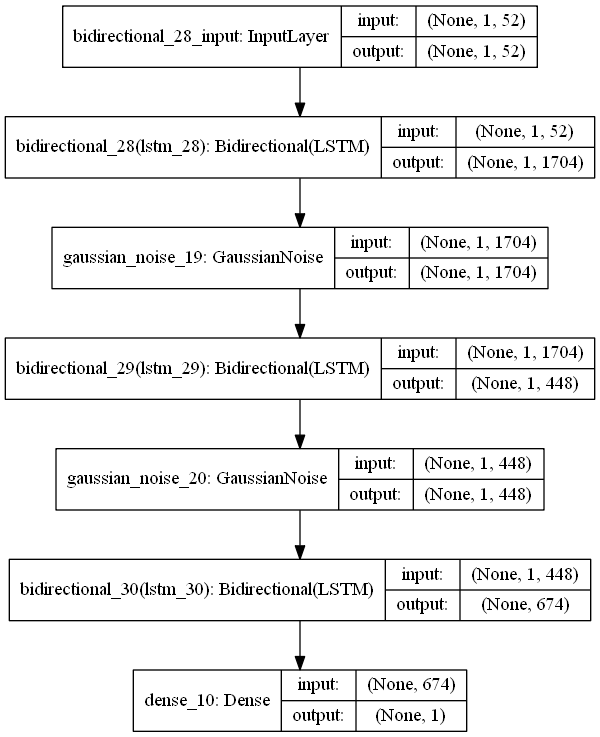 bidirectional_28_input: InputLayer
input: (None, 1, 52)
output: (None, 1, 52)
bidirectional_28(lstm_28): Bidirectional(LSTM)
input: (None, 1, 52)
output: (None, 1, 1704)
gaussian_noise_19: GaussianNoise
input: (None, 1, 1704)
output: (None, 1, 1704)
bidirectional_29(lstm_29): Bidirectional(LSTM)
input: (None, 1, 1704)
output: (None, 1, 448)
gaussian_noise_20: GaussianNoise
input: (None, 1, 448)
output: (None, 1, 448)
bidirectional_30(lstm_30): Bidirectional(LSTM)
input: (None, 1, 448)
output: (None, 674)
dense_10: Dense
input: (None, 674)
output: (None, 1)